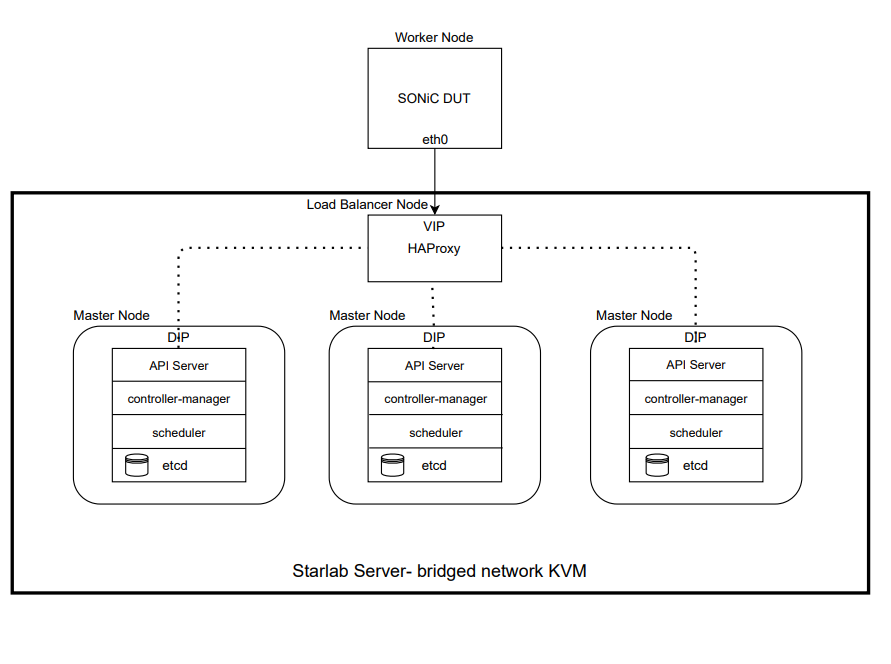 Worker Node
SONiC DUT
eth0
Load Balancer Node
VIP
HAProxy
Master Node
Master Node
Master Node
DIP
DIP
DIP
API Server
API Server
API Server
controller-manager
controller-manager
controller-manager
scheduler
scheduler
scheduler
etcd
etcd
etcd
Starlab Server- bridged network KVM